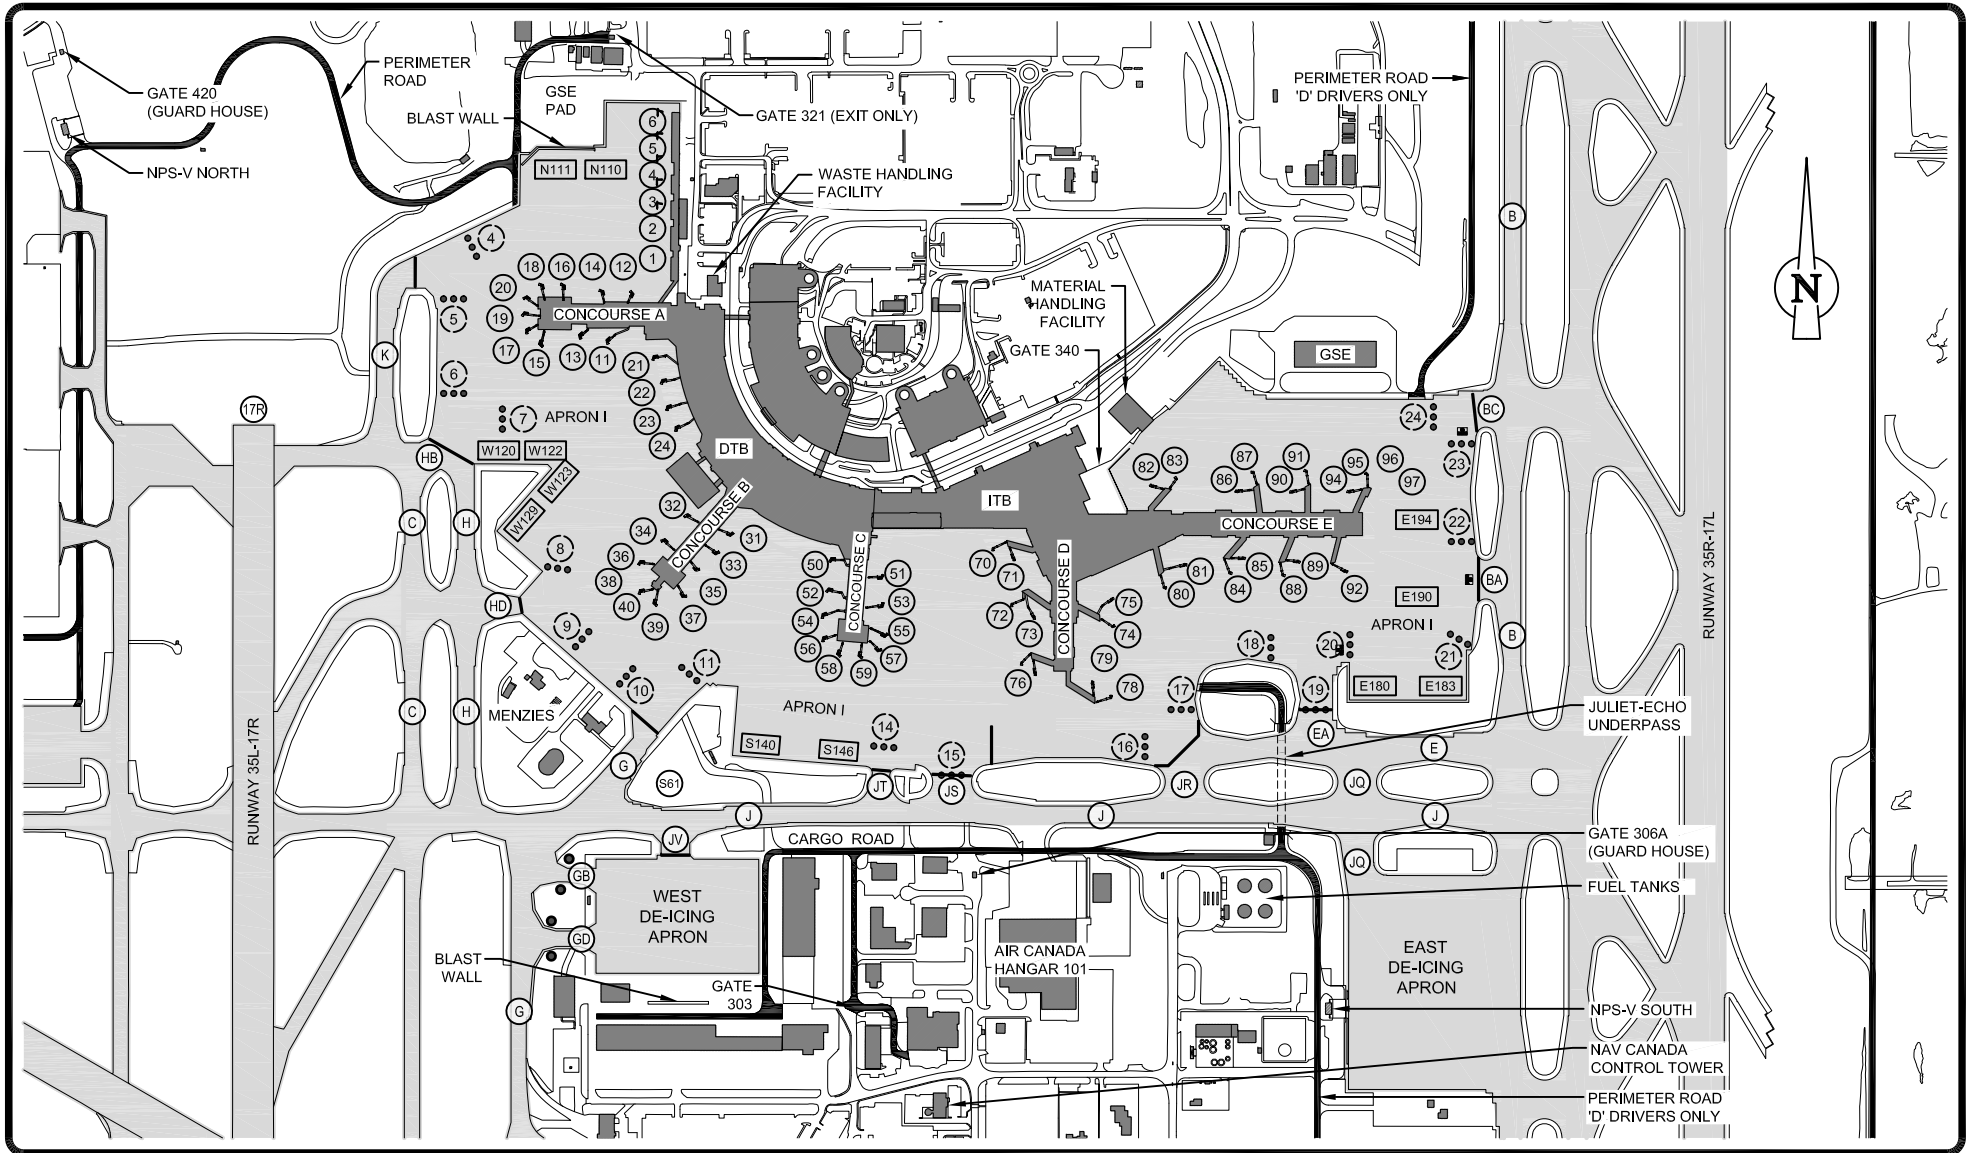 GATE 420
(GUARD HOUSE)
NPS-V NORTH
PERIMETER
ROAD
BLAST WALL
GSE
PAD
GATE 321 (EXIT ONLY)
WASTE HANDLING
FACILITY
PERIMETER ROAD
'D' DRIVERS ONLY
N111
N110
6
5
4
3
2
1
4
5
6
7
18
16
14
12
20
19
17
15
13
11
CONCOURSE A
K
APRON I
21
22
23
24
DTB
MATERIAL
HANDLING
FACILITY
GATE 340
GSE
N
B
17R
HB
W120
W122
W123
W129
C
H
8
HD
9
10
11
32
34
36
38
40
39
37
35
33
31
CONCOURSE B
50
52
54
56
58
59
57
55
53
51
CONCOURSE C
ITB
70
71
72
73
76
78
79
74
75
CONCOURSE D
82
83
86
87
90
91
94
95
96
97
CONCOURSE E
81
80
84
85
88
89
92
24
BC
23
22
E194
E190
BA
APRON I
B
18
20
21
E180
E183
17
19
EA
16
E
RUNWAY 35R-17L
JULIET-ECHO
UNDERPASS
MENZIES
C
H
G
S61
APRON I
S140
S146
14
15
JT
JS
JR
JQ
J
J
J
JQ
RUNWAY 35L-17R
JV
CARGO ROAD
GB
GD
G
WEST
DE-ICING
APRON
BLAST
WALL
GATE
303
AIR CANADA
HANGAR 101
EAST
DE-ICING
APRON
GATE 306A
(GUARD HOUSE)
FUEL TANKS
NPS-V SOUTH
NAV CANADA
CONTROL TOWER
PERIMETER ROAD
'D' DRIVERS ONLY